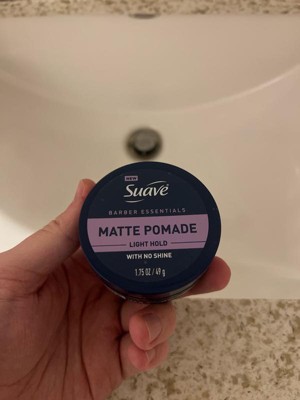 NEW
Suave
BARBER ESSENTIALS
MATTE POMADE
LIGHT HOLD
WITH NO SHINE
1.75 OZ / 49 g